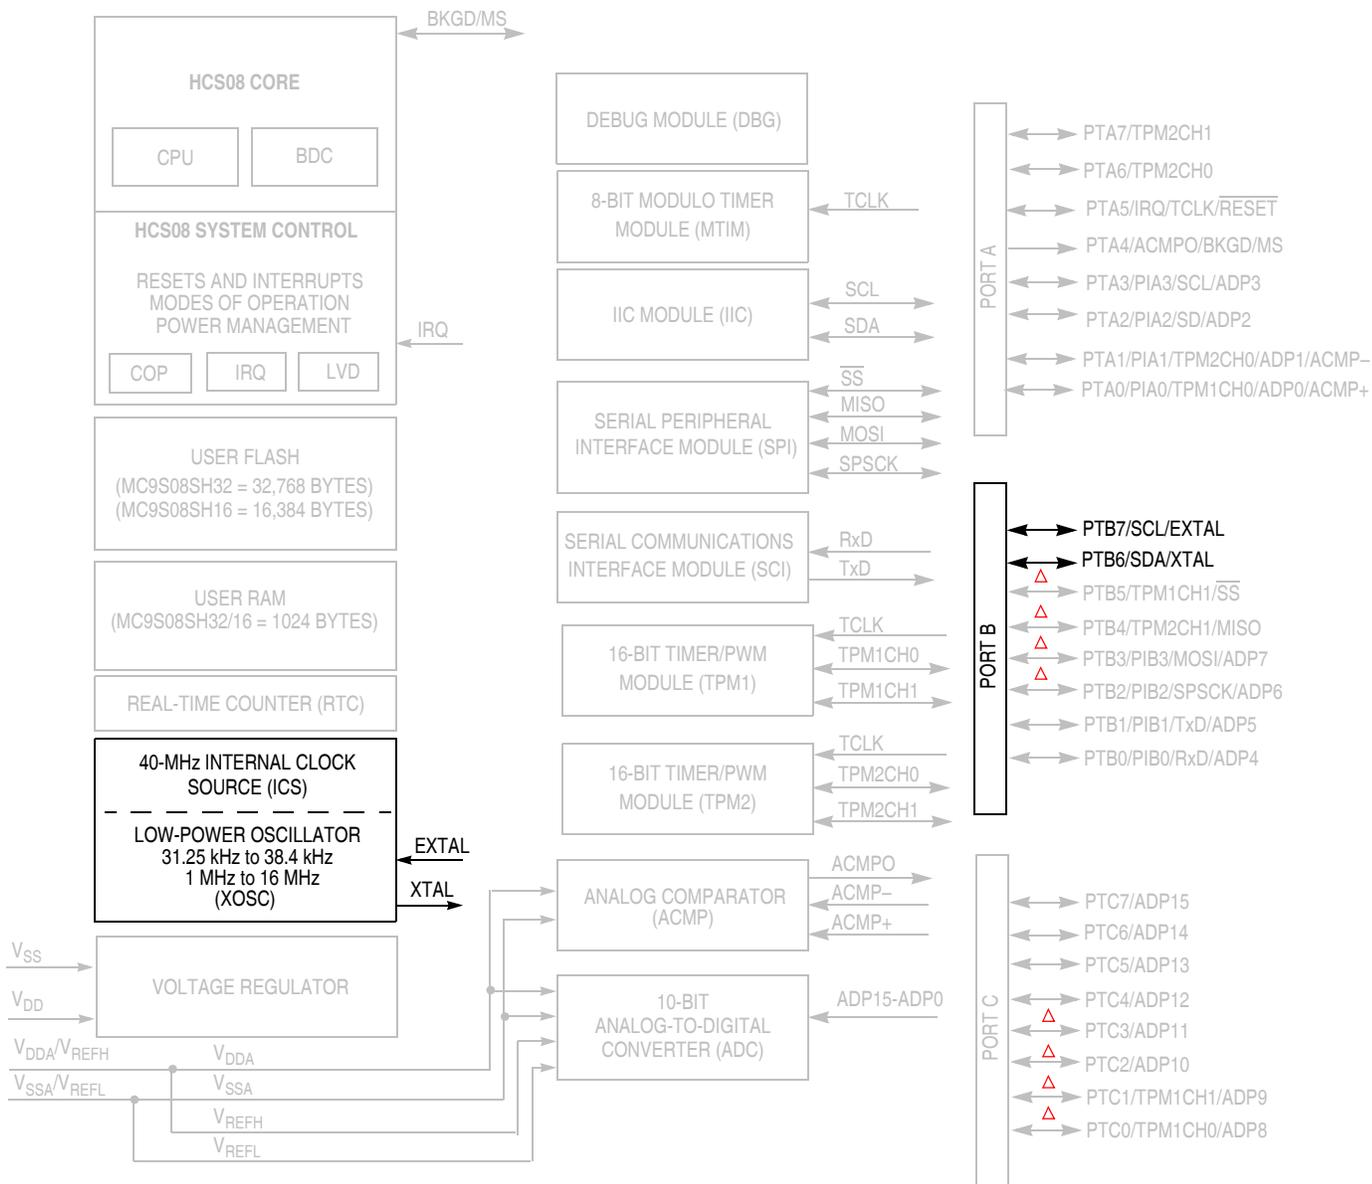 BKGD/MS
HCS08 CORE
CPU
BDC
HCS08 SYSTEM CONTROL
RESETS AND INTERRUPTS
MODES OF OPERATION
POWER MANAGEMENT
COP
IRQ
LVD
IRQ
USER FLASH
(MC9S08SH32 = 32,768 BYTES)
(MC9S08SH16 = 16,384 BYTES)
USER RAM
(MC9S08SH32/16 = 1024 BYTES)
REAL-TIME COUNTER (RTC)
40-MHz INTERNAL CLOCK
SOURCE (ICS)
LOW-POWER OSCILLATOR
31.25 kHz to 38.4 kHz
1 MHz to 16 MHz
(XOSC)
EXTAL
XTAL
VSS
VDD
VOLTAGE REGULATOR
VDDA/VREFH
VSSA/VREFL
VDDA
VSSA
VREFH
VREFL
DEBUG MODULE (DBG)
8-BIT MODULO TIMER
MODULE (MTIM)
TCLK
IIC MODULE (IIC)
SCL
SDA
SERIAL PERIPHERAL
INTERFACE MODULE (SPI)
SS
MISO
MOSI
SPSCK
SERIAL COMMUNICATIONS
INTERFACE MODULE (SCI)
RxD
TxD
16-BIT TIMER/PWM
MODULE (TPM1)
TCLK
TPM1CH0
TPM1CH1
16-BIT TIMER/PWM
MODULE (TPM2)
TCLK
TPM2CH0
TPM2CH1
ANALOG COMPARATOR
(ACMP)
ACMPO
ACMP–
ACMP+
10-BIT
ANALOG-TO-DIGITAL
CONVERTER (ADC)
ADP15-ADP0
PORT A
PTA7/TPM2CH1
PTA6/TPM2CH0
PTA5/IRQ/TCLK/RESET
PTA4/ACMPO/BKGD/MS
PTA3/PIA3/SCL/ADP3
PTA2/PIA2/SD/ADP2
PTA1/PIA1/TPM2CH0/ADP1/ACMP–
PTA0/PIA0/TPM1CH0/ADP0/ACMP+
PORT B
PTB7/SCL/EXTAL
PTB6/SDA/XTAL
PTB5/TPM1CH1/SS
PTB4/TPM2CH1/MISO
PTB3/PIB3/MOSI/ADP7
PTB2/PIB2/SPSCK/ADP6
PTB1/PIB1/TxD/ADP5
PTB0/PIB0/RxD/ADP4
PORT C
PTC7/ADP15
PTC6/ADP14
PTC5/ADP13
PTC4/ADP12
PTC3/ADP11
PTC2/ADP10
PTC1/TPM1CH1/ADP9
PTC0/TPM1CH0/ADP8